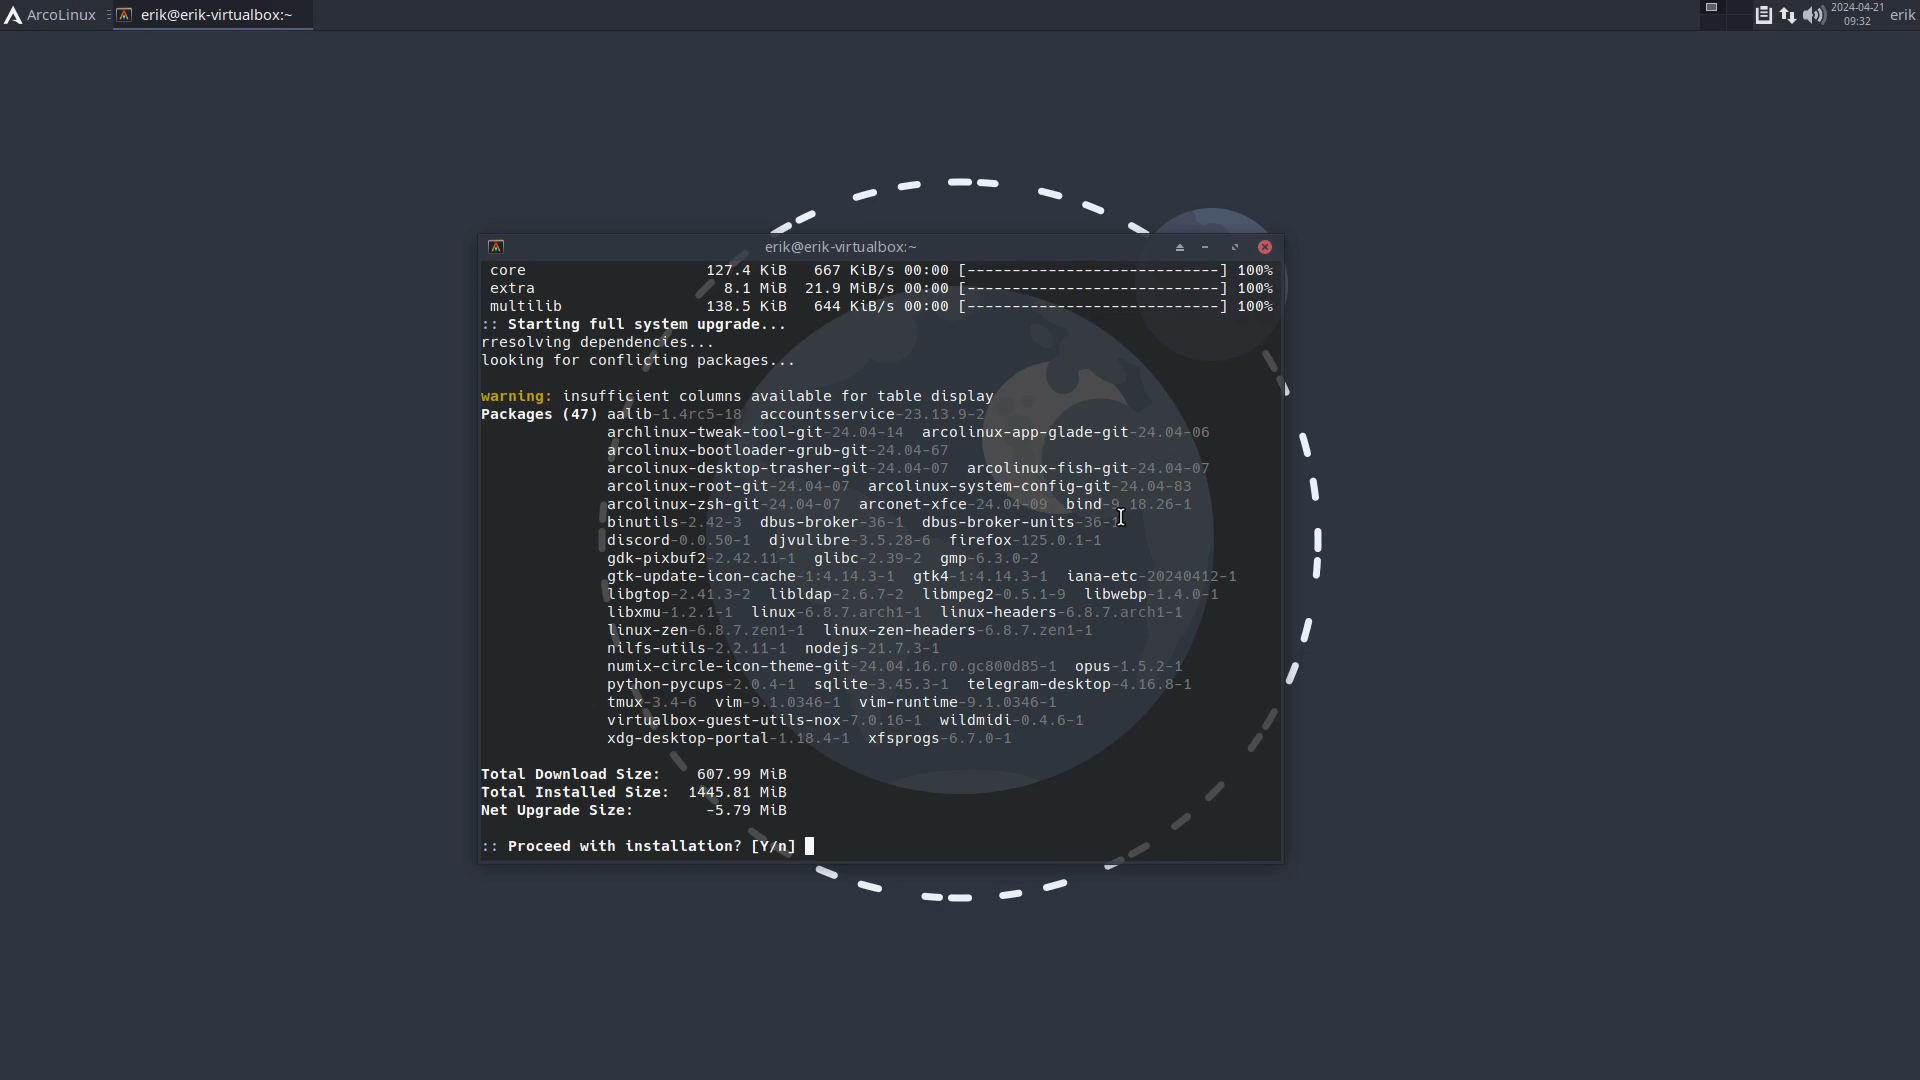 ArcoLinux erik@erik-virtualbox:~ 2024-04-21 erik
09:32
erik@erik-virtualbox:~
core 127.4 KiB 667 KiB/s 00:00 [----------------------------] 100%
extra 8.1 MiB 21.9 MiB/s 00:00 [----------------------------] 100%
multilib 138.5 KiB 644 KiB/s 00:00 [----------------------------] 100%
:: Starting full system upgrade...
rresolving dependencies...
looking for conflicting packages...
warning: insufficient columns available for table display
Packages (47) aalib-1.4rc5-18 accountsservice-23.13.9-2
archlinux-tweak-tool-git-24.04-14 arcolinux-app-glade-git-24.04-06
arcolinux-bootloader-grub-git-24.04-67
arcolinux-desktop-trasher-git-24.04-07 arcolinux-fish-git-24.04-07
arcolinux-root-git-24.04-07 arcolinux-system-config-git-24.04-83
arcolinux-zsh-git-24.04-07 arconet-xfce-24.04-09 bind-9.18.26-1
binutils-2.42-3 dbus-broker-36-1 dbus-broker-units-36-1
discord-0.0.50-1 djvulibre-3.5.28-6 firefox-125.0.1-1
gdk-pixbuf2-2.42.11-1 glibc-2.39-2 gmp-6.3.0-2
gtk-update-icon-cache-1:4.14.3-1 gtk4-1:4.14.3-1 iana-etc-20240412-1
libgtop-2.41.3-2 libldap-2.6.7-2 libmpeg2-0.5.1-9 libwebp-1.4.0-1
libxmu-1.2.1-1 linux-6.8.7.arch1-1 linux-headers-6.8.7.arch1-1
linux-zen-6.8.7.zen1-1 linux-zen-headers-6.8.7.zen1-1
nilfs-utils-2.2.11-1 nodejs-21.7.3-1
numix-circle-icon-theme-git-24.04.16.r0.gc800d85-1 opus-1.5.2-1
python-pycups-2.0.4-1 sqlite-3.45.3-1 telegram-desktop-4.16.8-1
tmux-3.4-6 vim-9.1.0346-1 vim-runtime-9.1.0346-1
virtualbox-guest-utils-nox-7.0.16-1 wildmidi-0.4.6-1
xdg-desktop-portal-1.18.4-1 xfsprogs-6.7.0-1
Total Download Size: 607.99 MiB
Total Installed Size: 1445.81 MiB
Net Upgrade Size: -5.79 MiB
:: Proceed with installation? [Y/n]